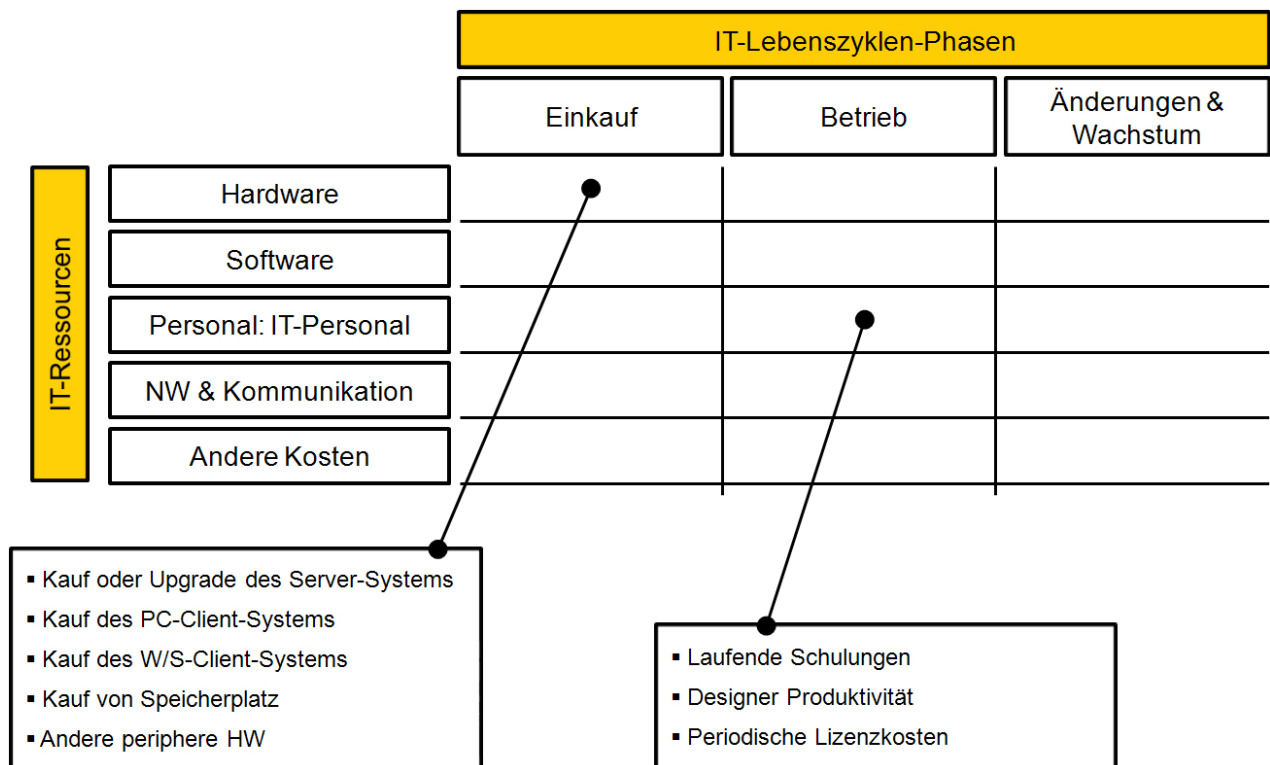 IT-Lebenszyklen-Phasen
Einkauf
Betrieb
Änderungen &
Wachstum
IT-Ressourcen
Hardware
Software
Personal: IT-Personal
NW & Kommunikation
Andere Kosten
▪ Kauf oder Upgrade des Server-Systems
▪ Kauf des PC-Client-Systems
▪ Kauf des W/S-Client-Systems
▪ Kauf von Speicherplatz
▪ Andere periphere HW
▪ Laufende Schulungen
▪ Designer Produktivität
▪ Periodische Lizenzkosten